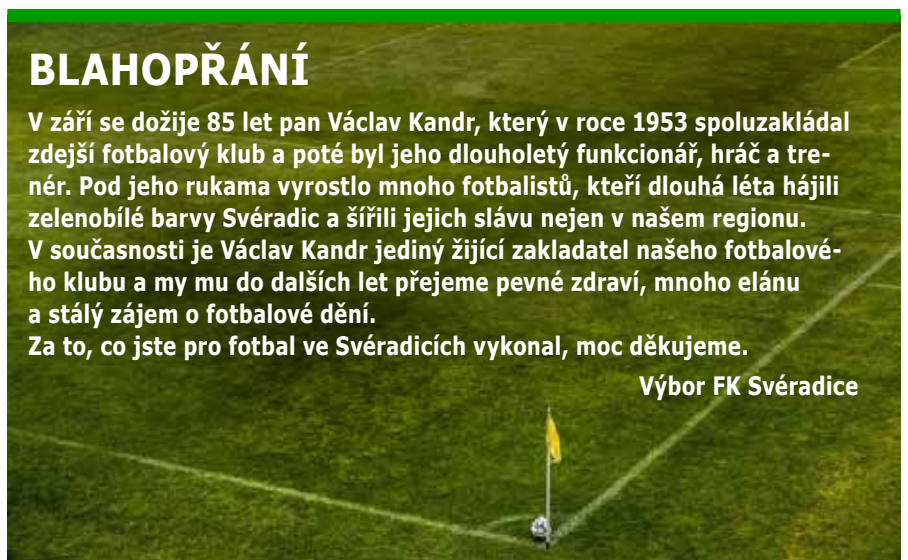 BLAHOPŘÁNÍ
V září se dožije 85 let pan Václav Kandr, který v roce 1953 spoluzakládal
zdejší fotbalový klub a poté byl jeho dlouholetý funkcionář, hráč a tre-
nér. Pod jeho rukama vyrostlo mnoho fotbalistů, kteří dlouhá léta hájili
zelenobílé barvy Svéradic a šířili jejich slávu nejen v našem regionu.
V současnosti je Václav Kandr jediný žijící zakladatel našeho fotbalové-
ho klubu a my mu do dalších let přejeme pevné zdraví, mnoho elánu
a stálý zájem o fotbalové dění.
Za to, co jste pro fotbal ve Svéradicích vykonal, moc děkujeme.
Výbor FK Svéradice